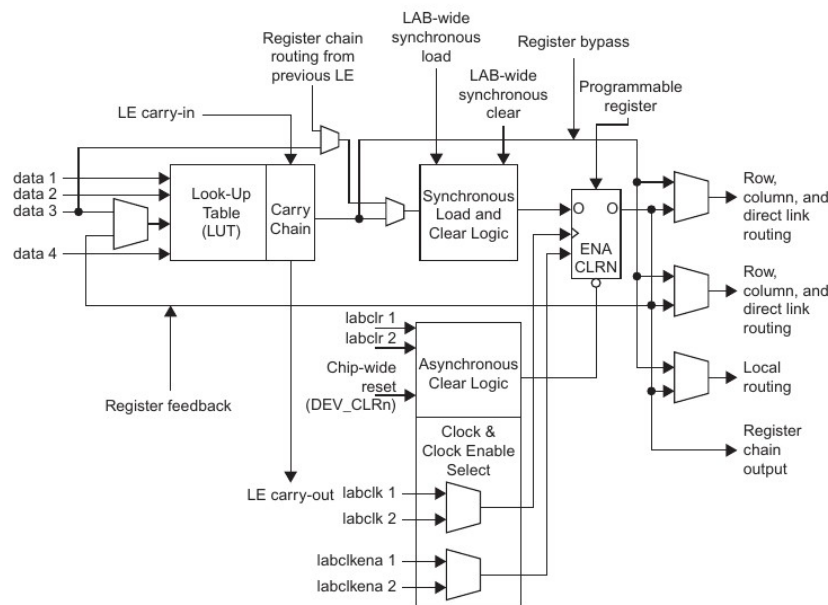 LAB-wide
synchronous
load
Register chain
routing from
previous LE
Register bypass
LAB-wide
synchronous
clear
Programmable
register
LE carry-in
data 1
data 2
data 3
data 4
Look-Up
Table
(LUT)
Carry
Chain
Synchronous
Load and
Clear Logic
O O
ENA
CLRN
Row,
column, and
direct link
routing
Row,
column, and
direct link
routing
Local
routing
Register
chain
output
labclr 1
labclr 2
Chip-wide
reset
(DEV_CLRn)
Asynchronous
Clear Logic
Register feedback
Clock &
Clock Enable
Select
LE carry-out
labclk 1
labclk 2
labclkena 1
labclkena 2